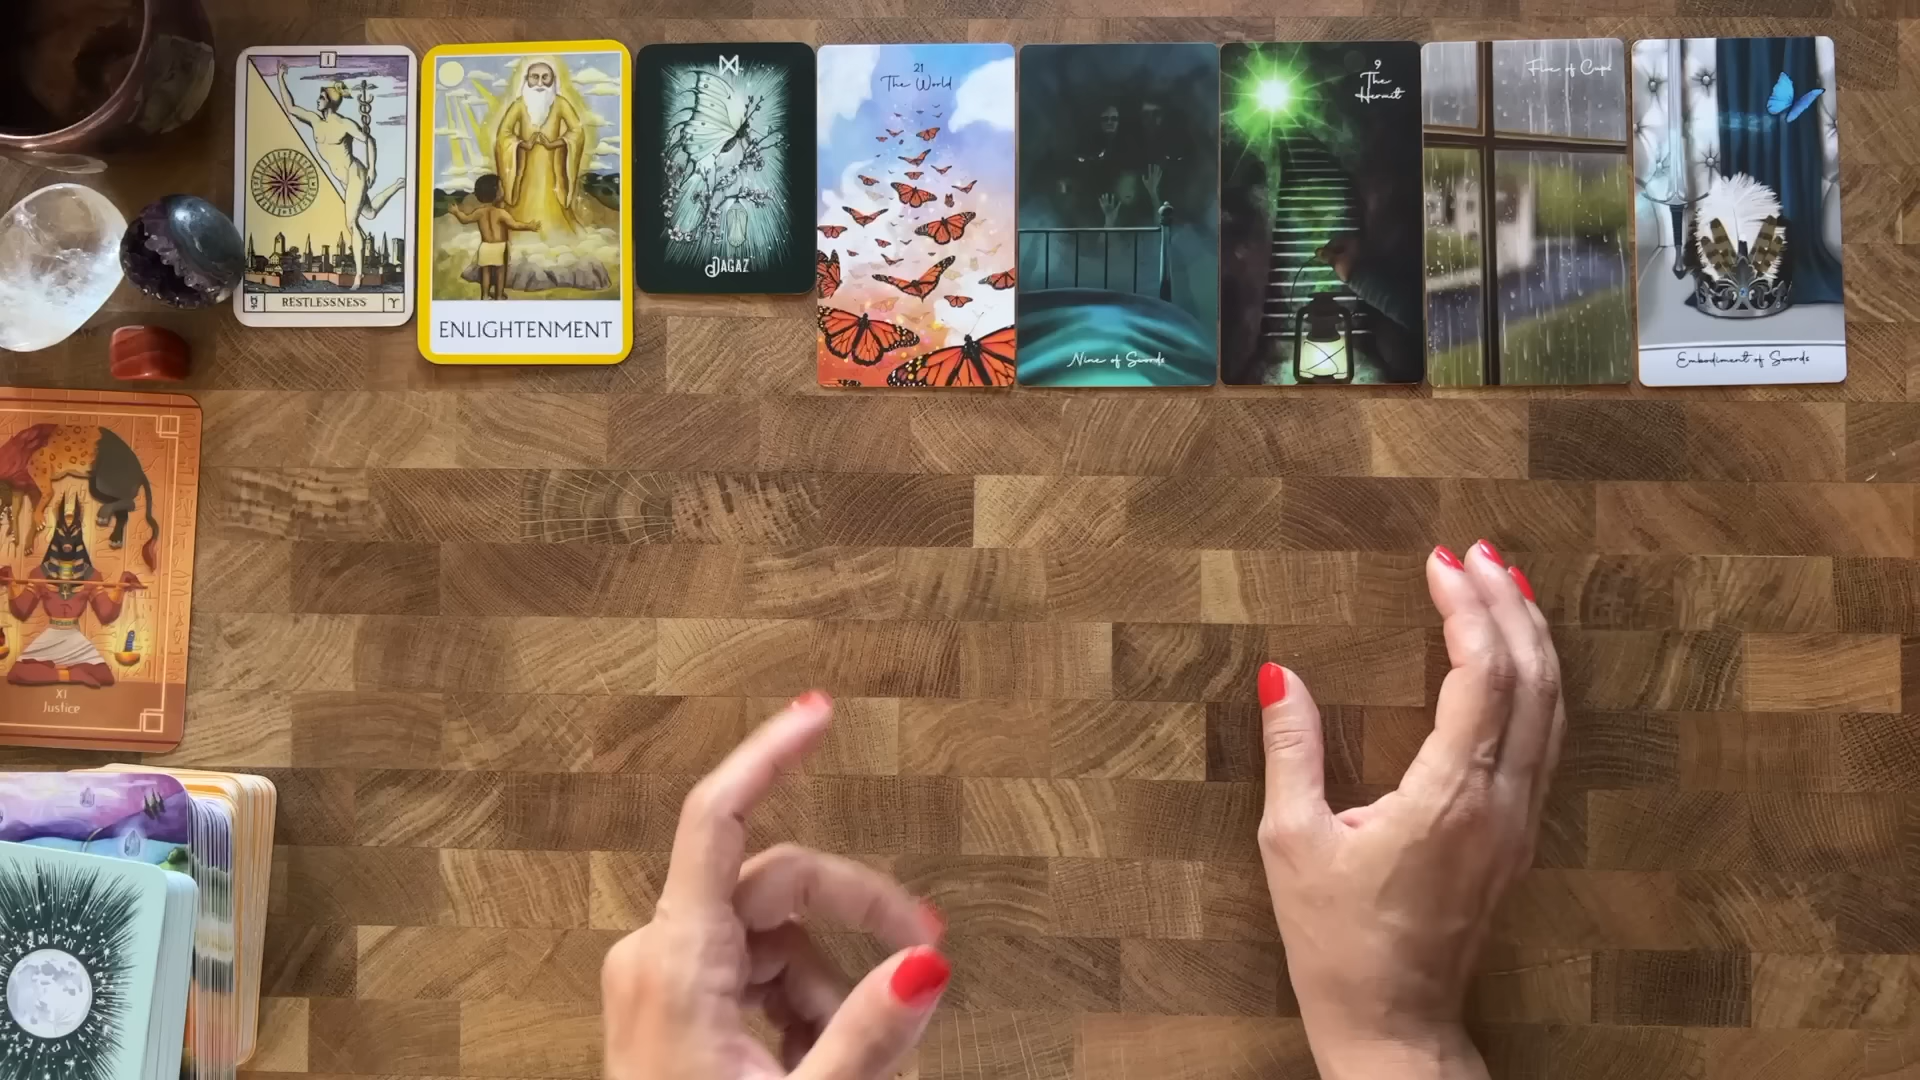 I
RESTLESSNESS
ENLIGHTENMENT
DAGAZ
21
The World
Nine of Swords
9
The
Hermit
Five of Cups
Embodiment of Swords
XI
Justice